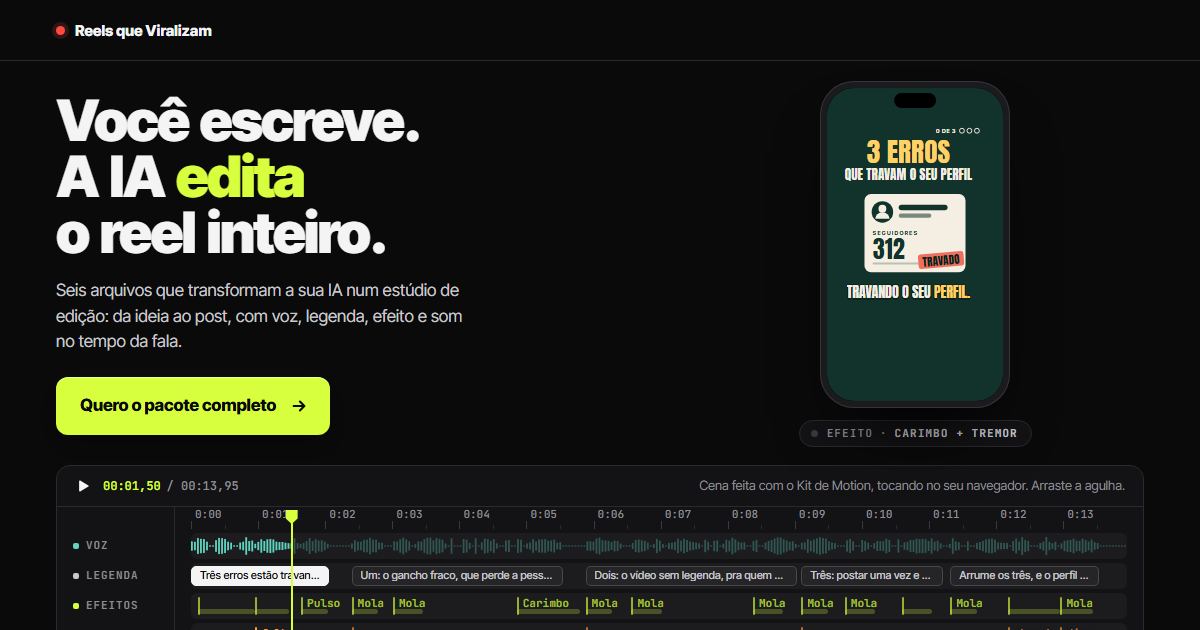 Reels que Viralizam
Você escreve.
A IA edita
o reel inteiro.
Seis arquivos que transformam a sua IA num estúdio de
edição: da ideia ao post, com voz, legenda, efeito e som
no tempo da fala.
Quero o pacote completo →
0 DE 3
3 ERROS
QUE TRAVAM O SEU PERFIL
SEGUIDORES
312
TRAVADO
TRAVANDO O SEU PERFIL.
EFEITO · CARIMBO + TREMOR
00:01,50 / 00:13,95
Cena feita com o Kit de Motion, tocando no seu navegador. Arraste a agulha.
0:00 0:01 0:02 0:03 0:04 0:05 0:06 0:07 0:08 0:09 0:10 0:11 0:12 0:13
VOZ
LEGENDA
Três erros estão travan... Um: o gancho fraco, que perde a pess... Dois: o vídeo sem legenda, pra quem ... Três: postar uma vez e ... Arrume os três, e o perfil ...
EFEITOS
Pulso Mola Mola Carimbo Mola Mola Mola Mola Mola Mola Mola